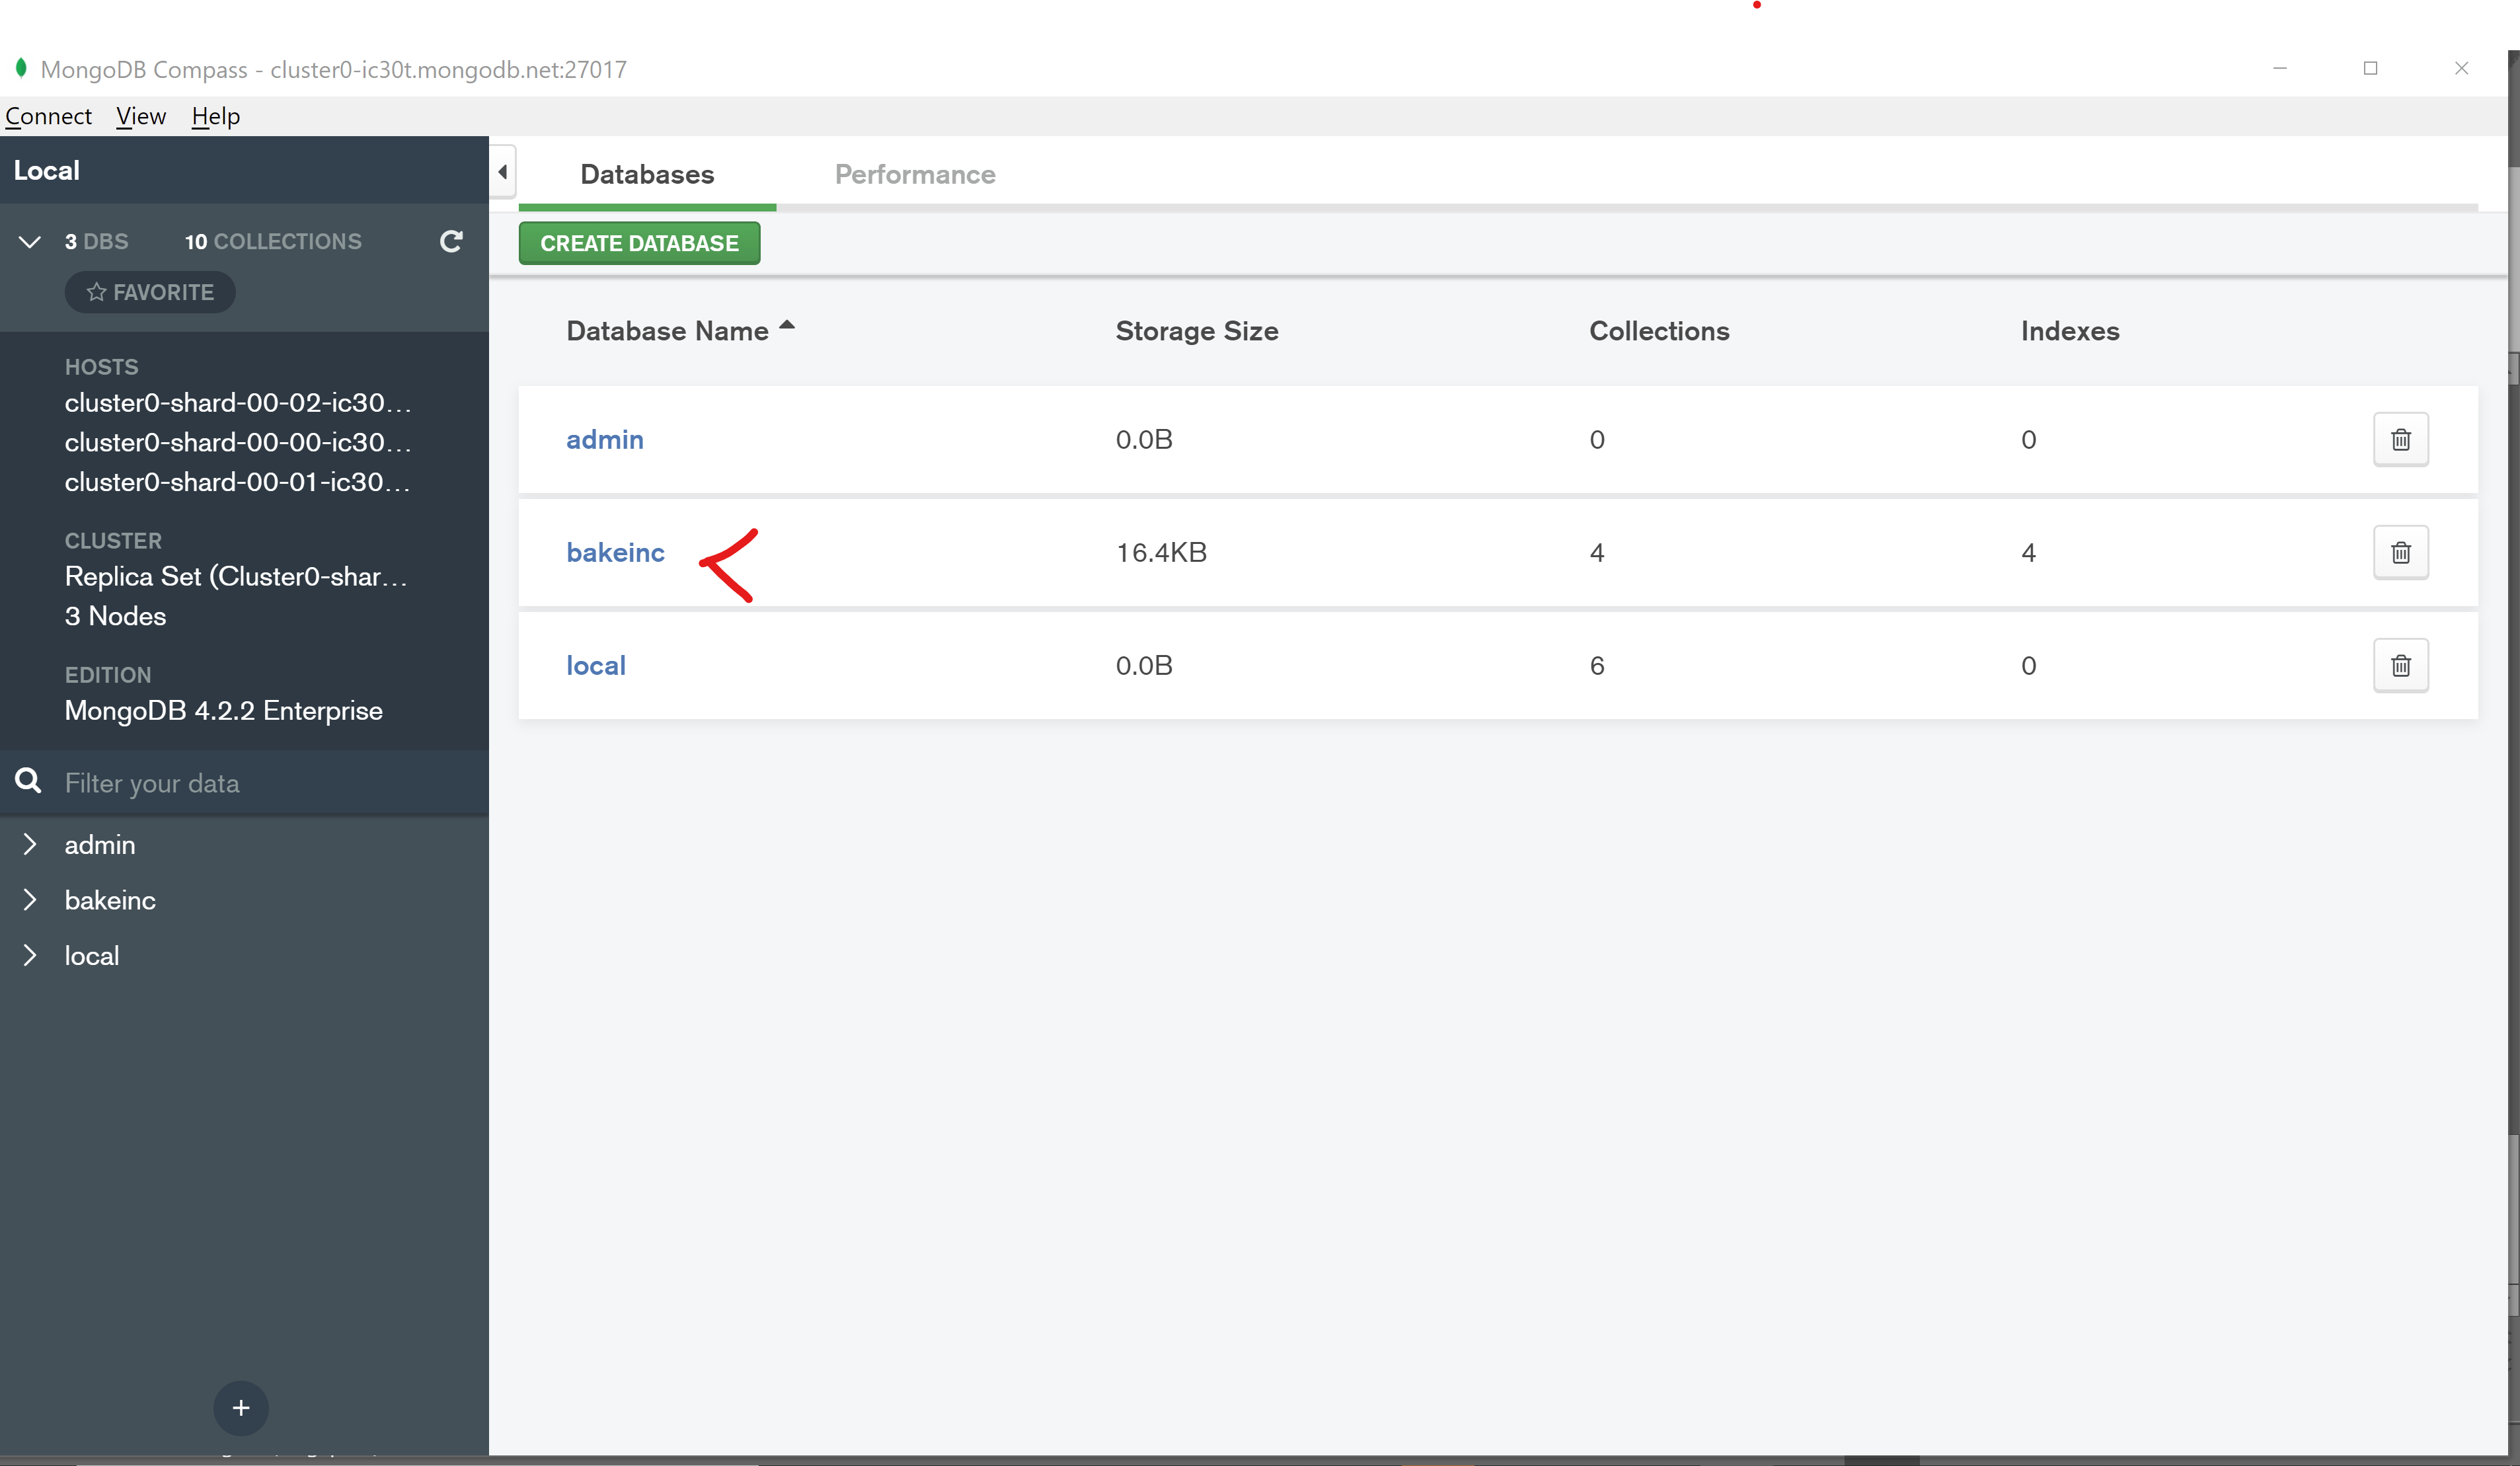 MongoDB Compass - cluster0-ic30t.mongodb.net:27017
Connect View Help
Local
3 DBS 10 COLLECTIONS
FAVORITE
HOSTS
cluster0-shard-00-02-ic30...
cluster0-shard-00-00-ic30...
cluster0-shard-00-01-ic30...
CLUSTER
Replica Set (Cluster0-shar...
3 Nodes
EDITION
MongoDB 4.2.2 Enterprise
Filter your data
admin
bakeinc
local
Databases Performance
CREATE DATABASE
Database Name Storage Size Collections Indexes
admin 0.0B 0 0
bakeinc 16.4KB 4 4
local 0.0B 6 0